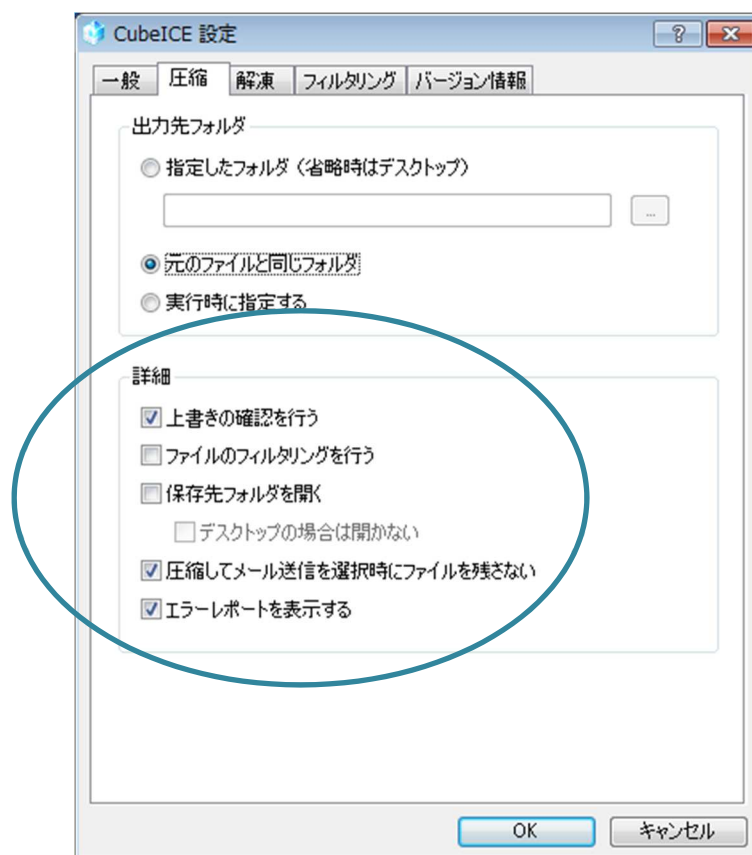 CubeICE 設定
一般 圧縮 解凍 フィルタリング バージョン情報
出力先フォルダ
指定したフォルダ（省略時はデスクトップ）
...
元のファイルと同じフォルダ
実行時に指定する
詳細
上書きの確認を行う
ファイルのフィルタリングを行う
保存先フォルダを開く
デスクトップの場合は開かない
圧縮してメール送信を選択時にファイルを残さない
エラーレポートを表示する
OK キャンセル